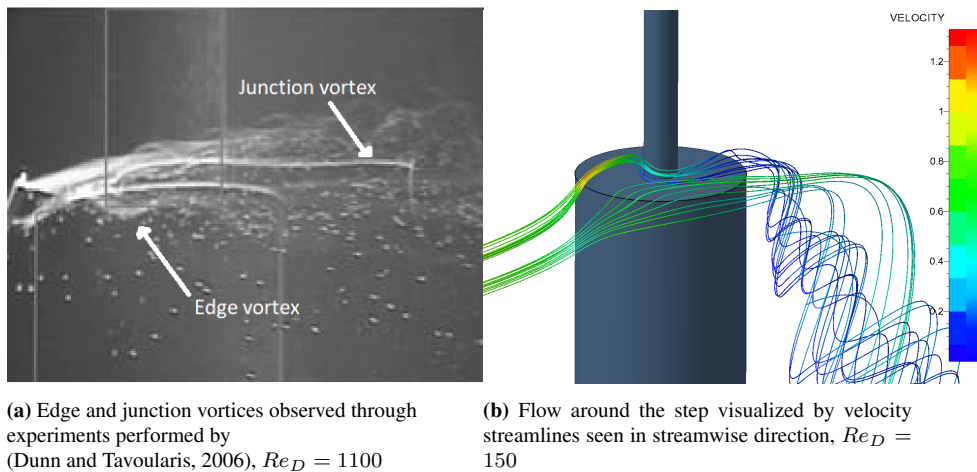 Junction vortex
Edge vortex
VELOCITY
1.2
1
0.8
0.6
0.4
0.2
(a) Edge and junction vortices observed through
experiments performed by
(Dunn and Tavoularis, 2006), Re_D = 1100
(b) Flow around the step visualized by velocity
streamlines seen in streamwise direction, Re_D =
150